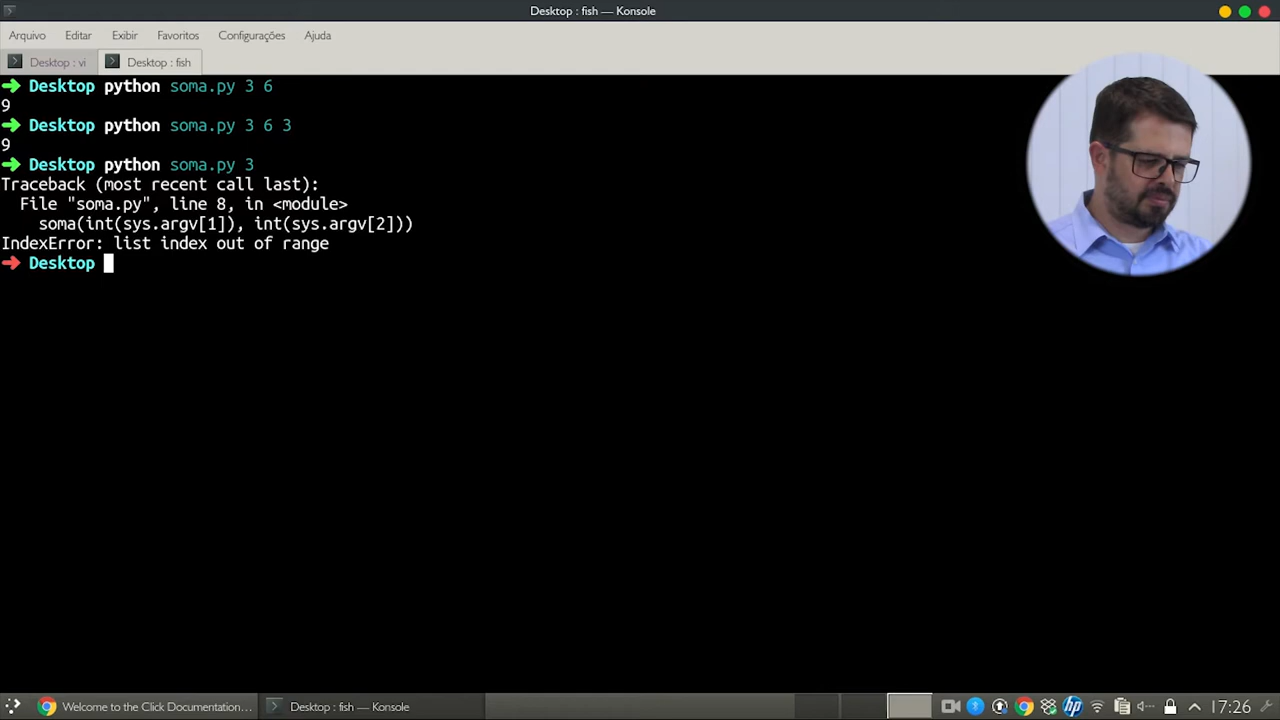 Desktop : fish — Konsole
Arquivo Editar Exibir Favoritos Configurações Ajuda
Desktop : vi Desktop : fish
➜ Desktop python soma.py 3 6
9
➜ Desktop python soma.py 3 6 3
9
➜ Desktop python soma.py 3
Traceback (most recent call last):
File "soma.py", line 8, in <module>
soma(int(sys.argv[1]), int(sys.argv[2]))
IndexError: list index out of range
➜ Desktop
Welcome to the Click Documentation... Desktop : fish — Konsole hp 17:26